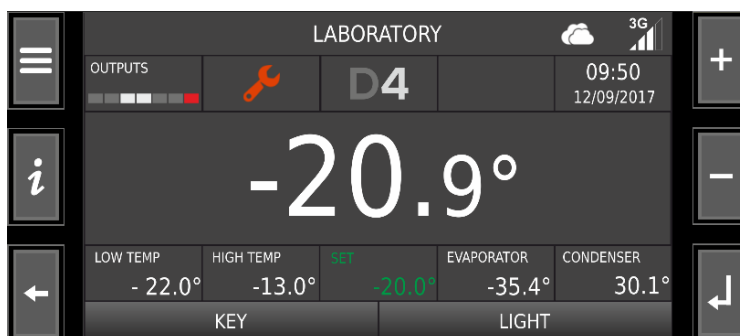 LABORATORY
3G
OUTPUTS
D4
09:50
12/09/2017
+
i
-20.9°
−
LOW TEMP
HIGH TEMP
SET
EVAPORATOR
CONDENSER
- 22.0°
-13.0°
-20.0°
-35.4°
30.1°
KEY
LIGHT